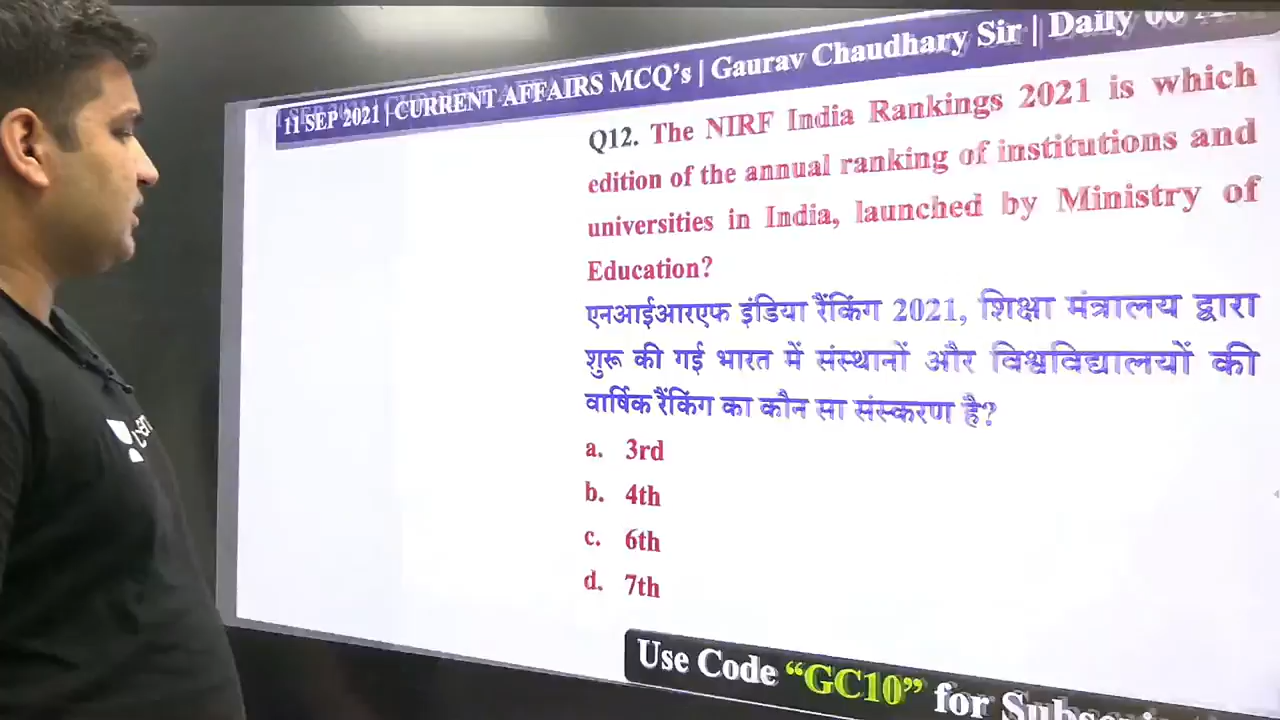 11 SEP 2021 | CURRENT AFFAIRS MCQ's | Gaurav Chaudhary Sir | Daily
Q12. The NIRF India Rankings 2021 is which
edition of the annual ranking of institutions and
universities in India, launched by Ministry of
Education?
एनआईआरएफ इंडिया रैंकिंग 2021, शिक्षा मंत्रालय द्वारा
शुरू की गई भारत में संस्थानों और विश्वविद्यालयों की
वार्षिक रैंकिंग का कौन सा संस्करण है?
a. 3rd
b. 4th
c. 6th
d. 7th
Use Code “GC10” for